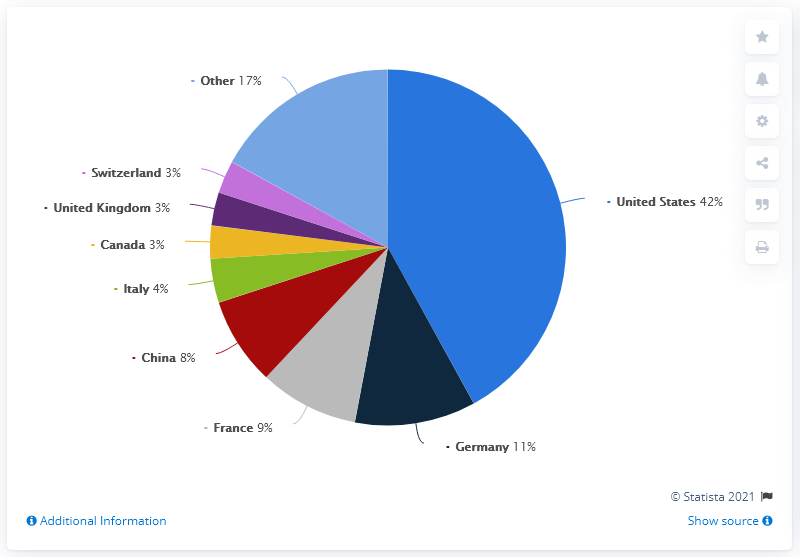 Other 17%
Switzerland 3%
United Kingdom 3%
United States 42%
Canada 3%
Italy 4%
China 8%
France 9%
Germany 11%
© Statista 2021
Additional Information
Show source